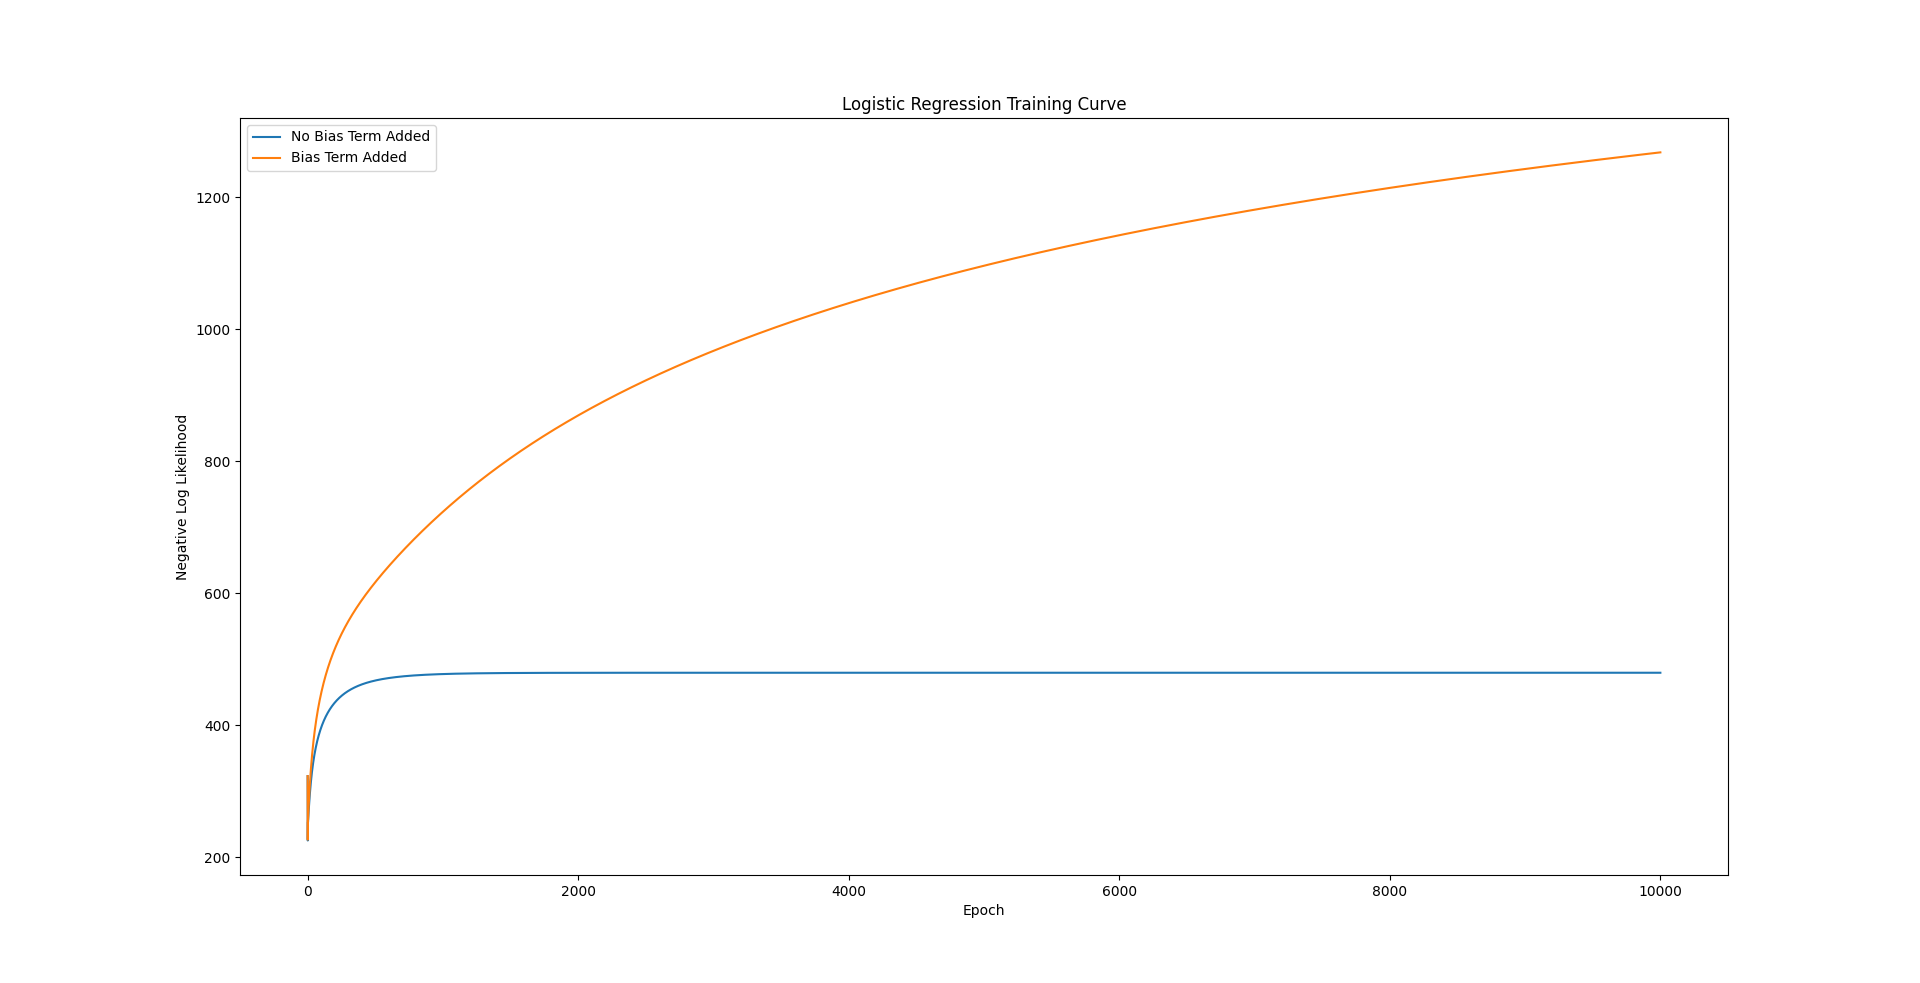 Logistic Regression Training Curve
No Bias Term Added
Bias Term Added
Negative Log Likelihood
1200
1000
800
600
400
200
0 2000 4000 6000 8000 10000
Epoch